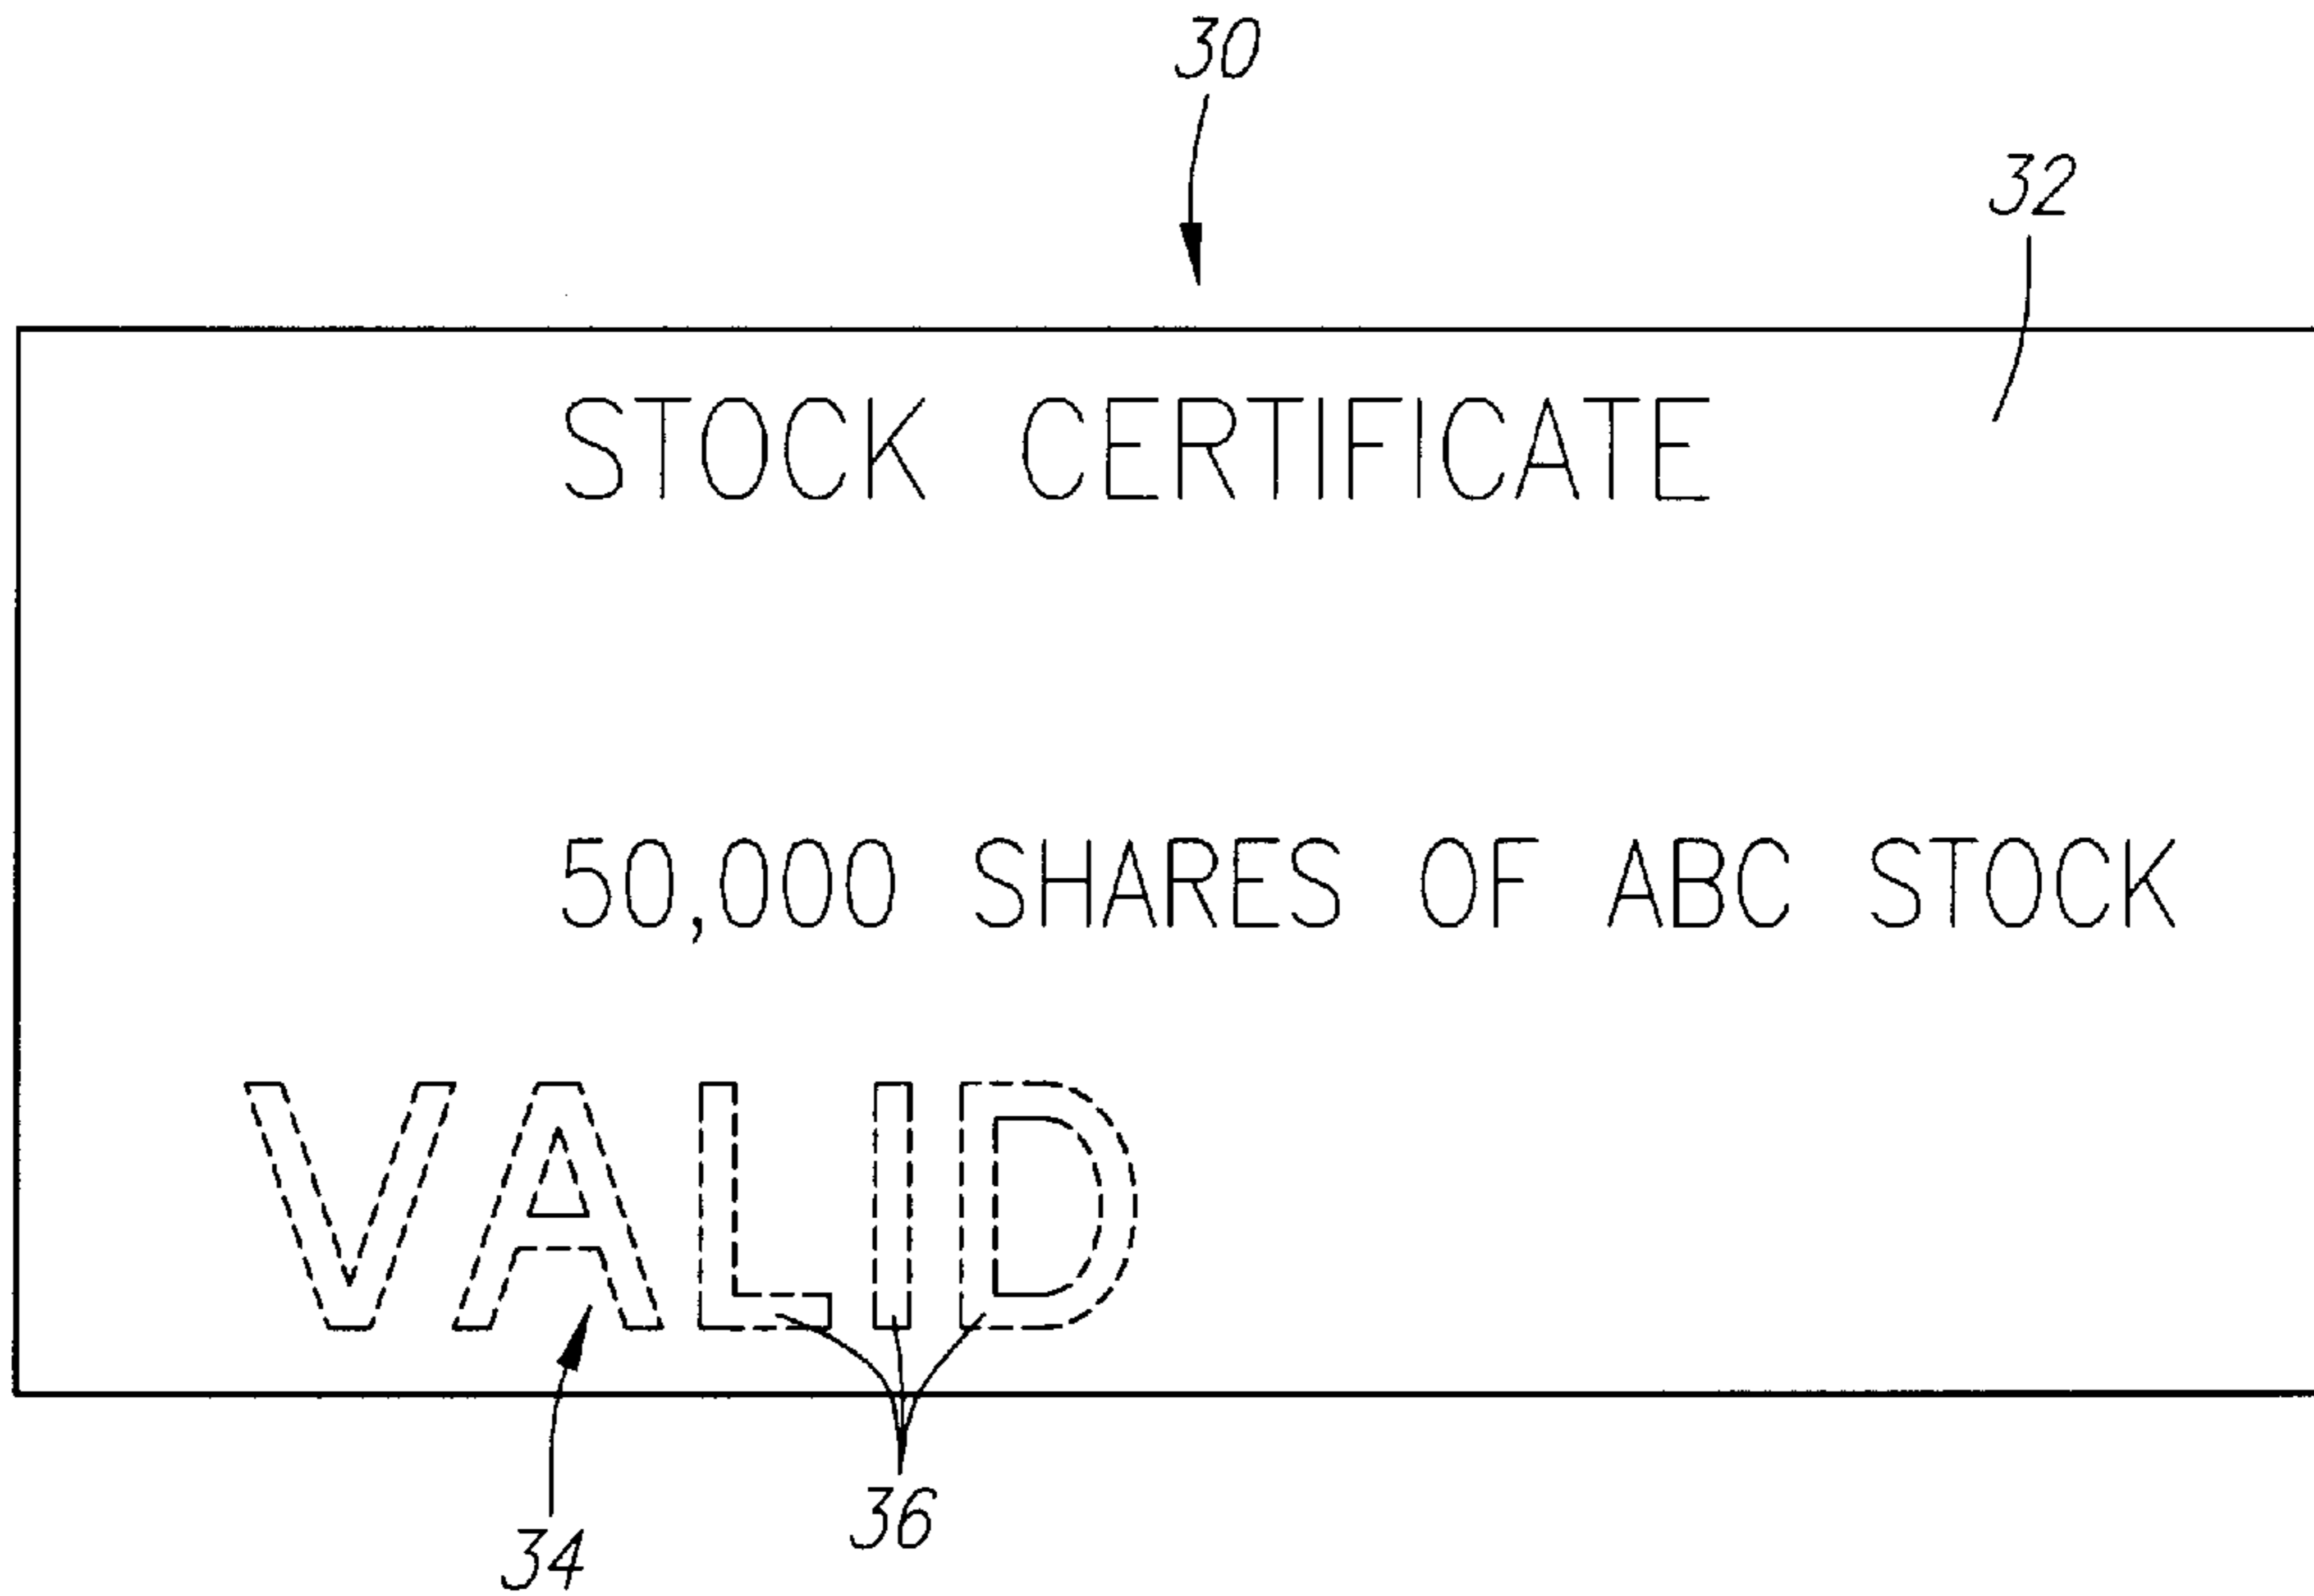 30
32
STOCK CERTIFICATE
50,000 SHARES OF ABC STOCK
VALID
36
34